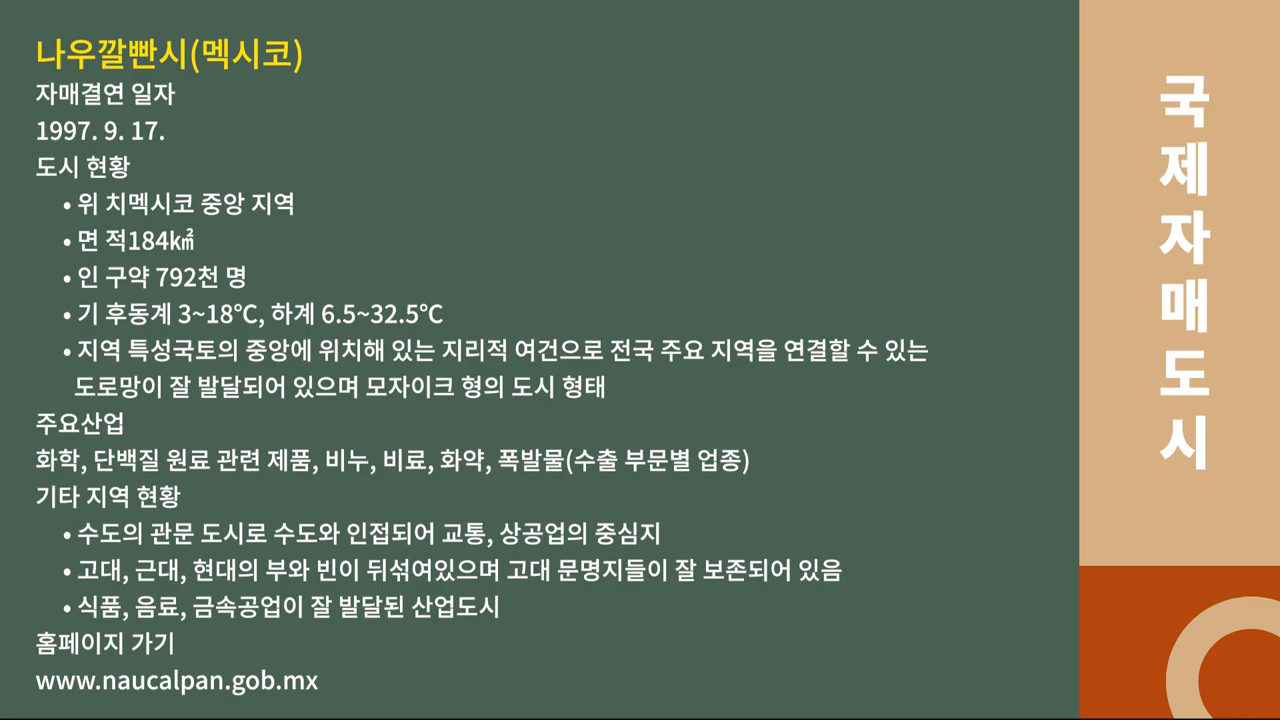 나우깔빤시(멕시코)
자매결연 일자
1997. 9. 17.
도시 현황
• 위 치멕시코 중앙 지역
• 면 적184㎢
• 인 구약 792천 명
• 기 후동계 3~18℃, 하계 6.5~32.5℃
• 지역 특성국토의 중앙에 위치해 있는 지리적 여건으로 전국 주요 지역을 연결할 수 있는
도로망이 잘 발달되어 있으며 모자이크 형의 도시 형태
주요산업
화학, 단백질 원료 관련 제품, 비누, 비료, 화약, 폭발물(수출 부문별 업종)
기타 지역 현황
• 수도의 관문 도시로 수도와 인접되어 교통, 상공업의 중심지
• 고대, 근대, 현대의 부와 빈이 뒤섞여있으며 고대 문명지들이 잘 보존되어 있음
• 식품, 음료, 금속공업이 잘 발달된 산업도시
홈페이지 가기
www.naucalpan.gob.mx
국제자매도시